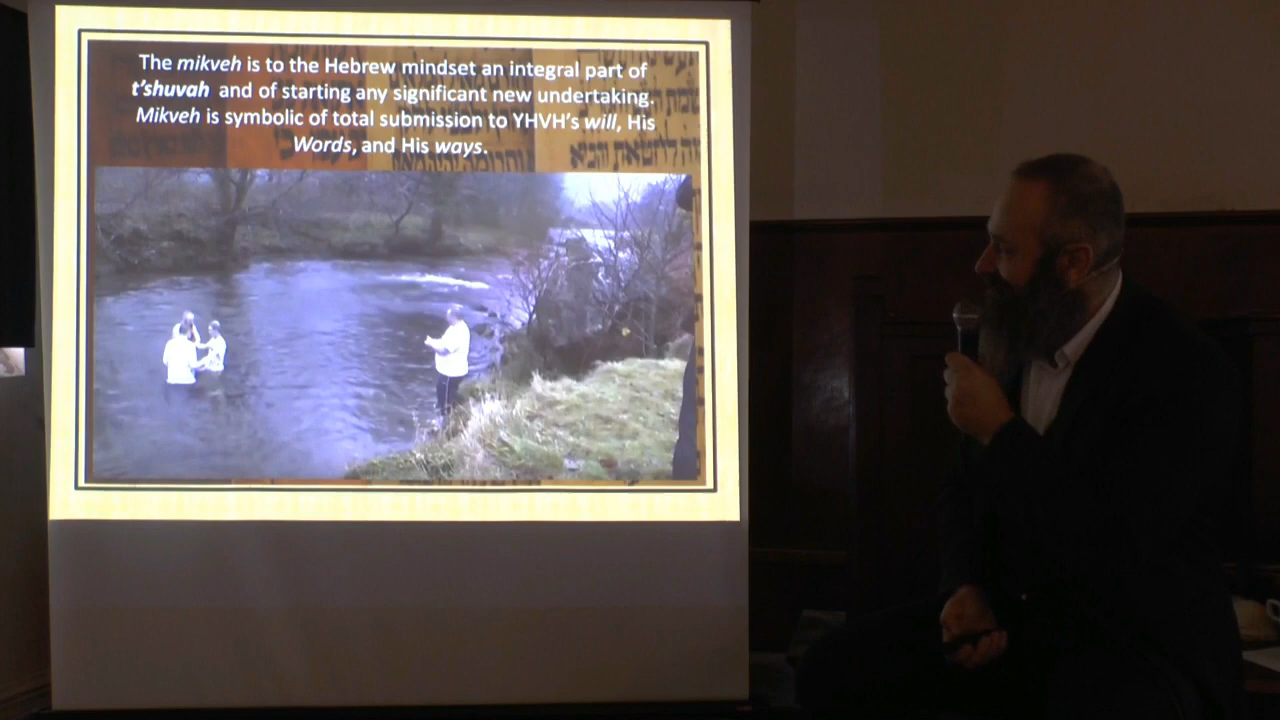 The mikveh is to the Hebrew mindset an integral part of
t'shuvah and of starting any significant new undertaking.
Mikveh is symbolic of total submission to YHVH's will, His
Words, and His ways.